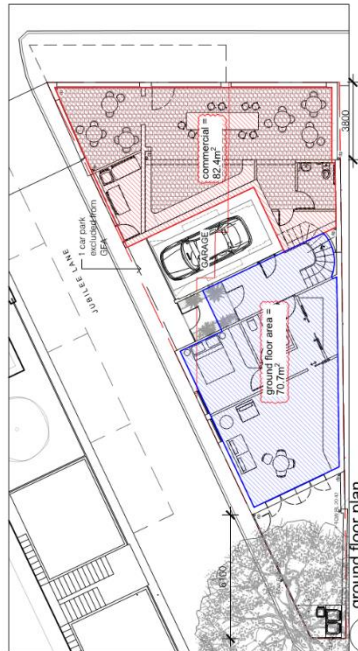 JUBILEE LANE
1 car park
excluded from
GFA
commercial =
82.4m²
GARAGE
ground floor area =
70.7m²
3800
6100
ground floor plan